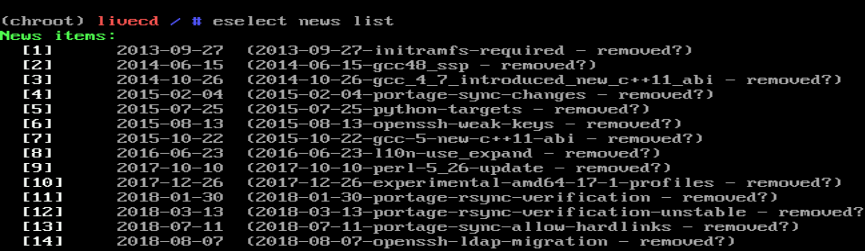 (chroot) livecd / # eselect news list
News items:
[1] 2013-09-27 (2013-09-27-initramfs-required - removed?)
[2] 2014-06-15 (2014-06-15-gcc48_ssp - removed?)
[3] 2014-10-26 (2014-10-26-gcc_4_7_introduced_new_c++11_abi - removed?)
[4] 2015-02-04 (2015-02-04-portage-sync-changes - removed?)
[5] 2015-07-25 (2015-07-25-python-targets - removed?)
[6] 2015-08-13 (2015-08-13-openssh-weak-keys - removed?)
[7] 2015-10-22 (2015-10-22-gcc-5-new-c++11-abi - removed?)
[8] 2016-06-23 (2016-06-23-l10n-use_expand - removed?)
[9] 2017-10-10 (2017-10-10-perl-5_26-update - removed?)
[10] 2017-12-26 (2017-12-26-experimental-amd64-17-1-profiles - removed?)
[11] 2018-01-30 (2018-01-30-portage-rsync-verification - removed?)
[12] 2018-03-13 (2018-03-13-portage-rsync-verification-unstable - removed?
[13] 2018-07-11 (2018-07-11-portage-sync-allow-hardlinks - removed?)
[14] 2018-08-07 (2018-08-07-openssh-ldap-migration - removed?)